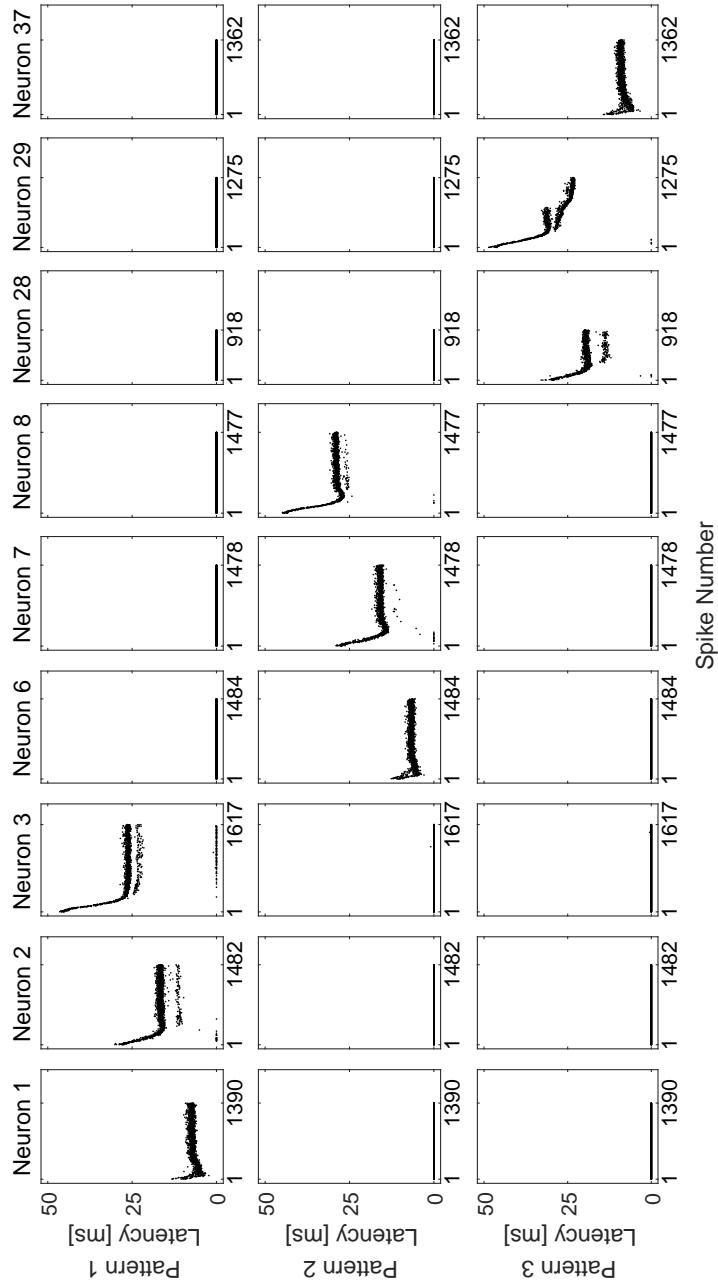 Neuron 1 Neuron 2 Neuron 3 Neuron 6 Neuron 7 Neuron 8 Neuron 28 Neuron 29 Neuron 37
Pattern 1
Latency [ms]
50
25
0
1 1390 1 1482 1 1617 1 1484 1 1478 1 1477 1 918 1 1275 1 1362
Pattern 2
Latency [ms]
50
25
0
1 1390 1 1482 1 1617 1 1484 1 1478 1 1477 1 918 1 1275 1 1362
Pattern 3
Latency [ms]
50
25
0
1 1390 1 1482 1 1617 1 1484 1 1478 1 1477 1 918 1 1275 1 1362
Spike Number